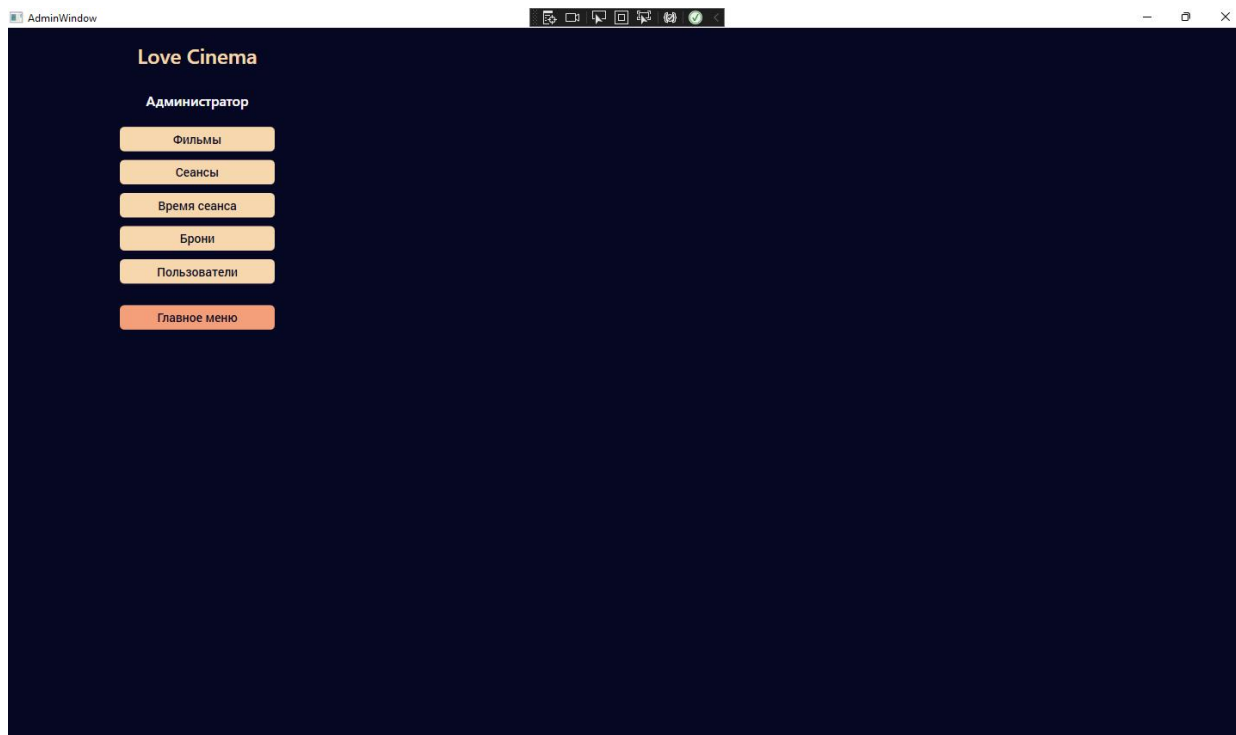 AdminWindow
Love Cinema
Администратор
Фильмы
Сеансы
Время сеанса
Брони
Пользователи
Главное меню